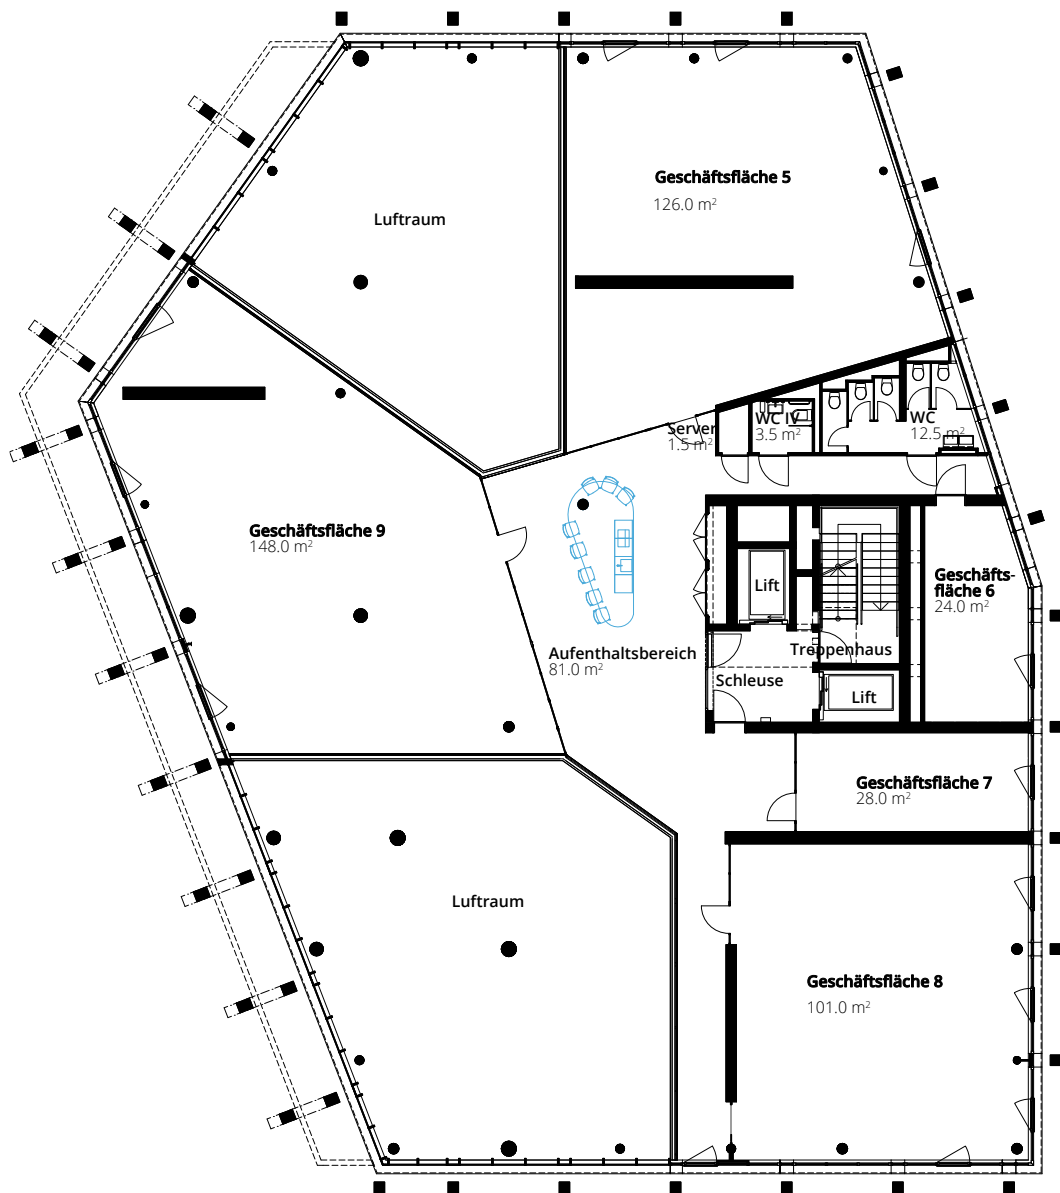 Geschäftsfläche 5
126.0 m²
Luftraum
Server
1.5 m²
WC IV
3.5 m²
WC
12.5 m²
Geschäftsfläche 9
148.0 m²
Lift
Geschäfts-
fläche 6
24.0 m²
Aufenthaltsbereich
81.0 m²
Treppenhaus
Schleuse
Lift
Geschäftsfläche 7
28.0 m²
Luftraum
Geschäftsfläche 8
101.0 m²